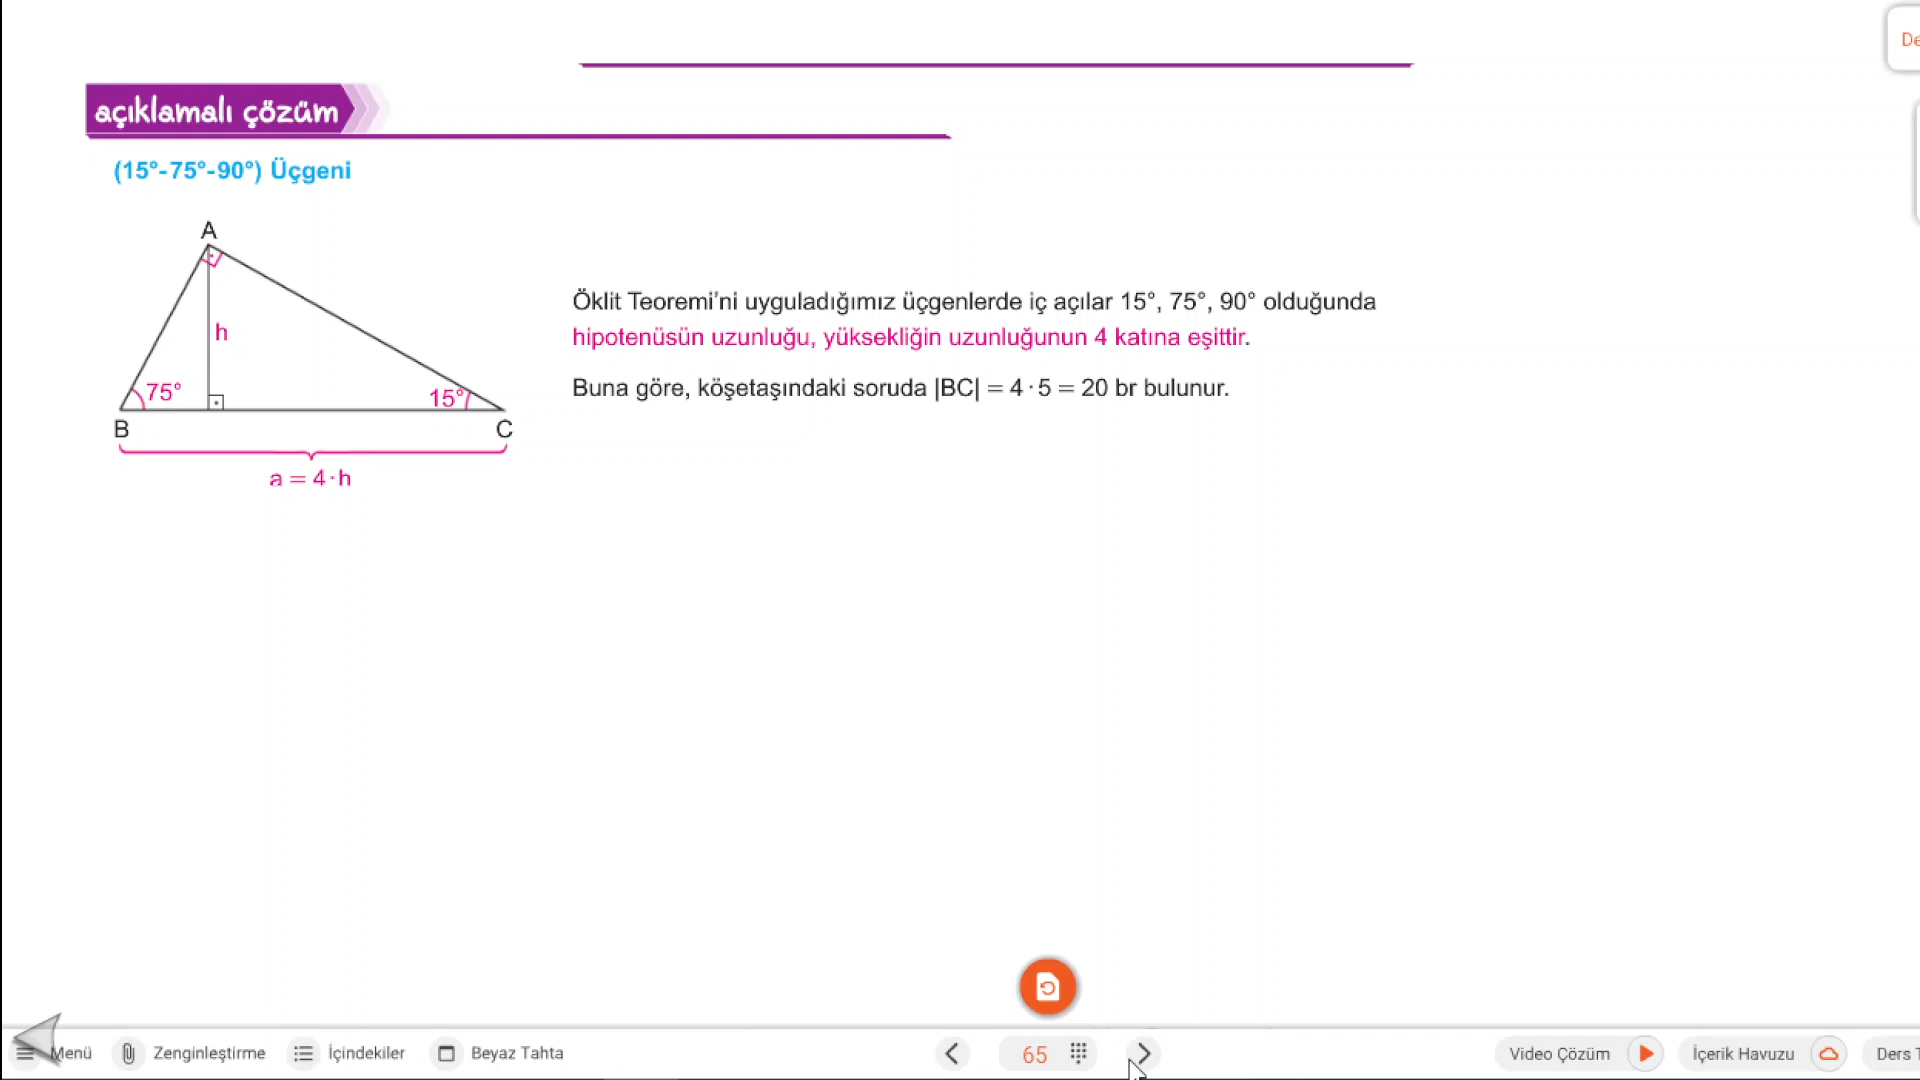 De
açıklamalı çözüm
(15°-75°-90°) Üçgeni
A
h
75°
15°
B
C
a = 4·h
Öklit Teoremi’ni uyguladığımız üçgenlerde iç açılar 15°, 75°, 90° olduğunda
hipotenüsün uzunluğu, yüksekliğin uzunluğunun 4 katına eşittir.
Buna göre, köşetaşındaki soruda |BC| = 4·5 = 20 br bulunur.
Menü Zenginleştirme İçindekiler Beyaz Tahta 65 Video Çözüm İçerik Havuzu Ders